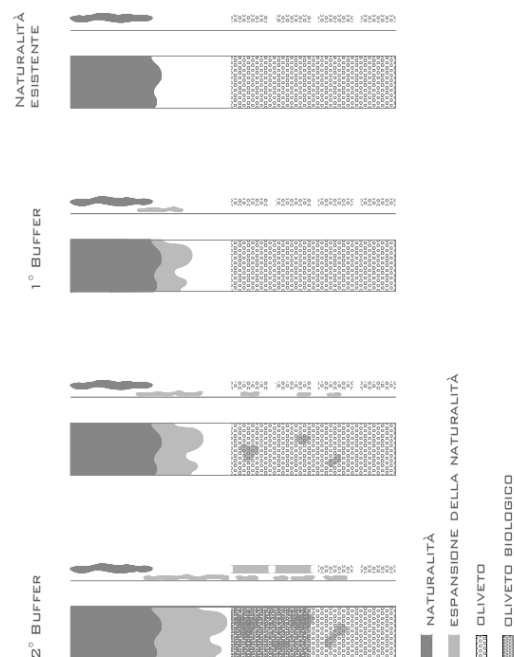 NATURALITÀ
ESISTENTE
1° BUFFER
2° BUFFER
NATURALITÀ
ESPANSIONE DELLA NATURALITÀ
OLIVETO
OLIVETO BIOLOGICO